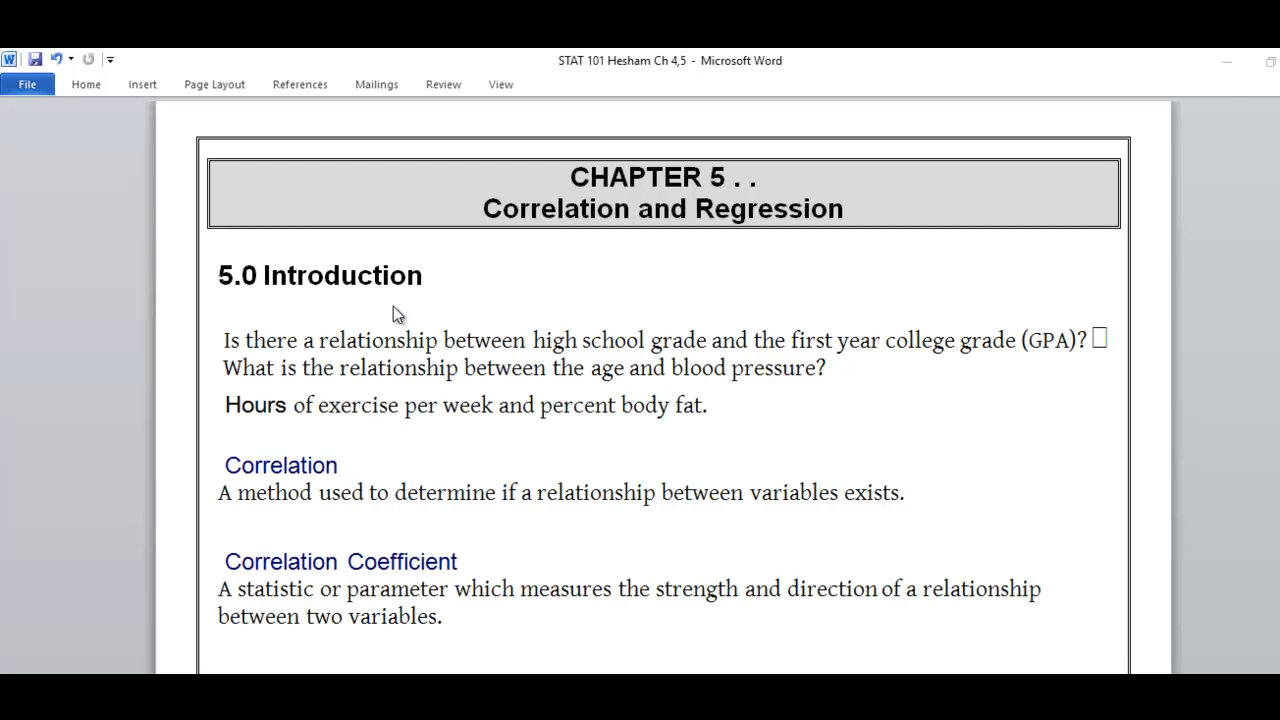 STAT 101 Hesham Ch 4,5 - Microsoft Word
File Home Insert Page Layout References Mailings Review View
CHAPTER 5 . .
Correlation and Regression
5.0 Introduction
Is there a relationship between high school grade and the first year college grade (GPA)?
What is the relationship between the age and blood pressure?
Hours of exercise per week and percent body fat.
Correlation
A method used to determine if a relationship between variables exists.
Correlation Coefficient
A statistic or parameter which measures the strength and direction of a relationship
between two variables.